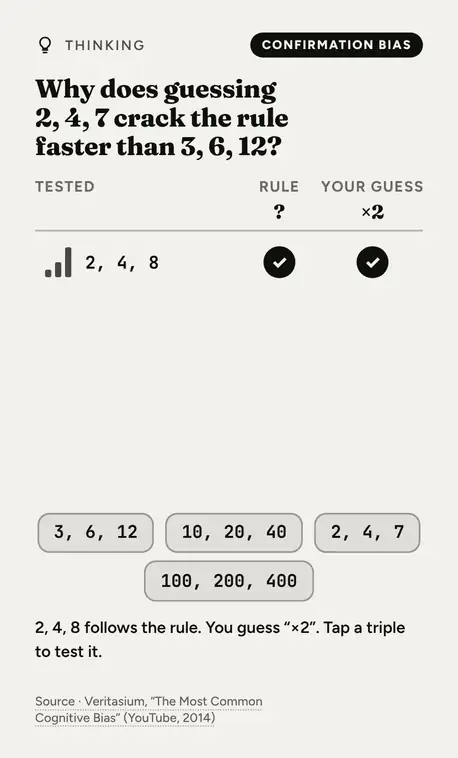 THINKING
CONFIRMATION BIAS
Why does guessing
2, 4, 7 crack the rule
faster than 3, 6, 12?
TESTED RULE YOUR GUESS
? ×2
2, 4, 8
3, 6, 12 10, 20, 40 2, 4, 7
100, 200, 400
2, 4, 8 follows the rule. You guess “×2”. Tap a triple
to test it.
Source · Veritasium, “The Most Common
Cognitive Bias” (YouTube, 2014)